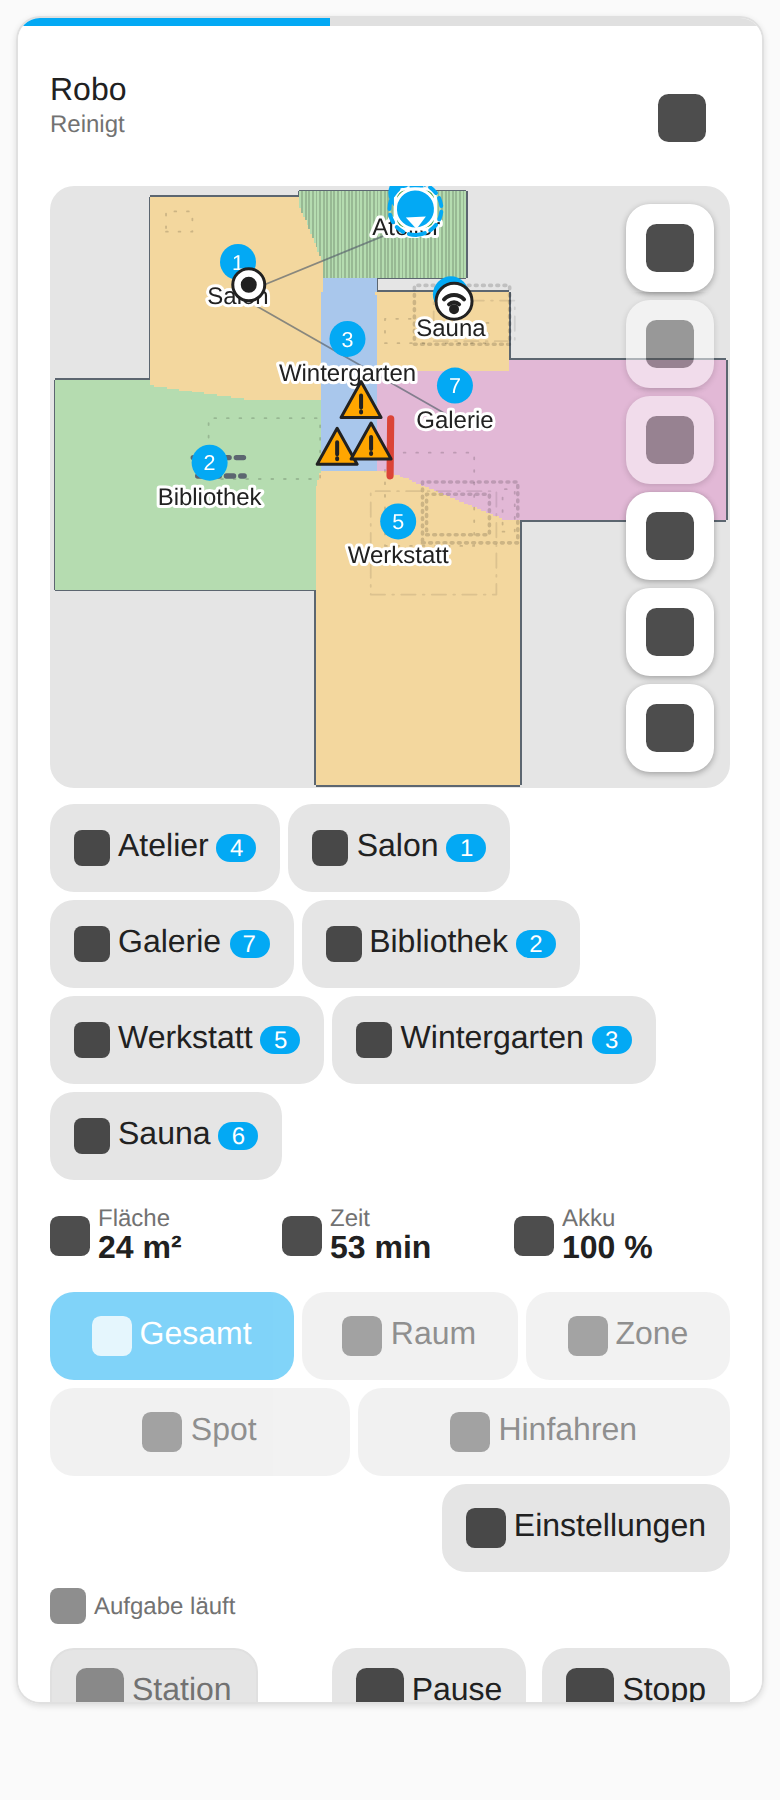 Robo
Reinigt
Atelier
1
Salon
Sauna
3
Wintergarten
7
Galerie
2
Bibliothek
5
Werkstatt
Atelier 4
Salon 1
Galerie 7
Bibliothek 2
Werkstatt 5
Wintergarten 3
Sauna 6
Fläche
24 m²
Zeit
53 min
Akku
100 %
Gesamt
Raum
Zone
Spot
Hinfahren
Einstellungen
Aufgabe läuft
Station
Pause
Stopp